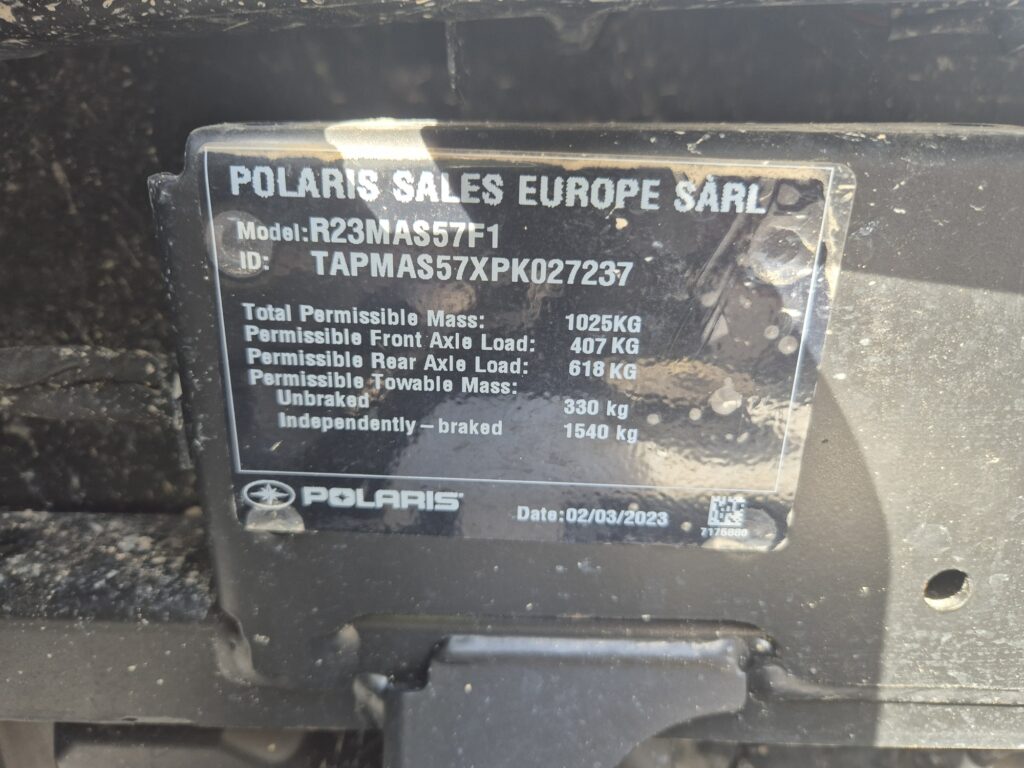 POLARIS SALES EUROPE SÀRL
Model: R23MAS57F1
ID: TAPMAS57XPK027237
Total Permissible Mass: 1025KG
Permissible Front Axle Load: 407 KG
Permissible Rear Axle Load: 618 KG
Permissible Towable Mass:
Unbraked 330 kg
Independently-braked 1540 kg
POLARIS
Date: 02/03/2023